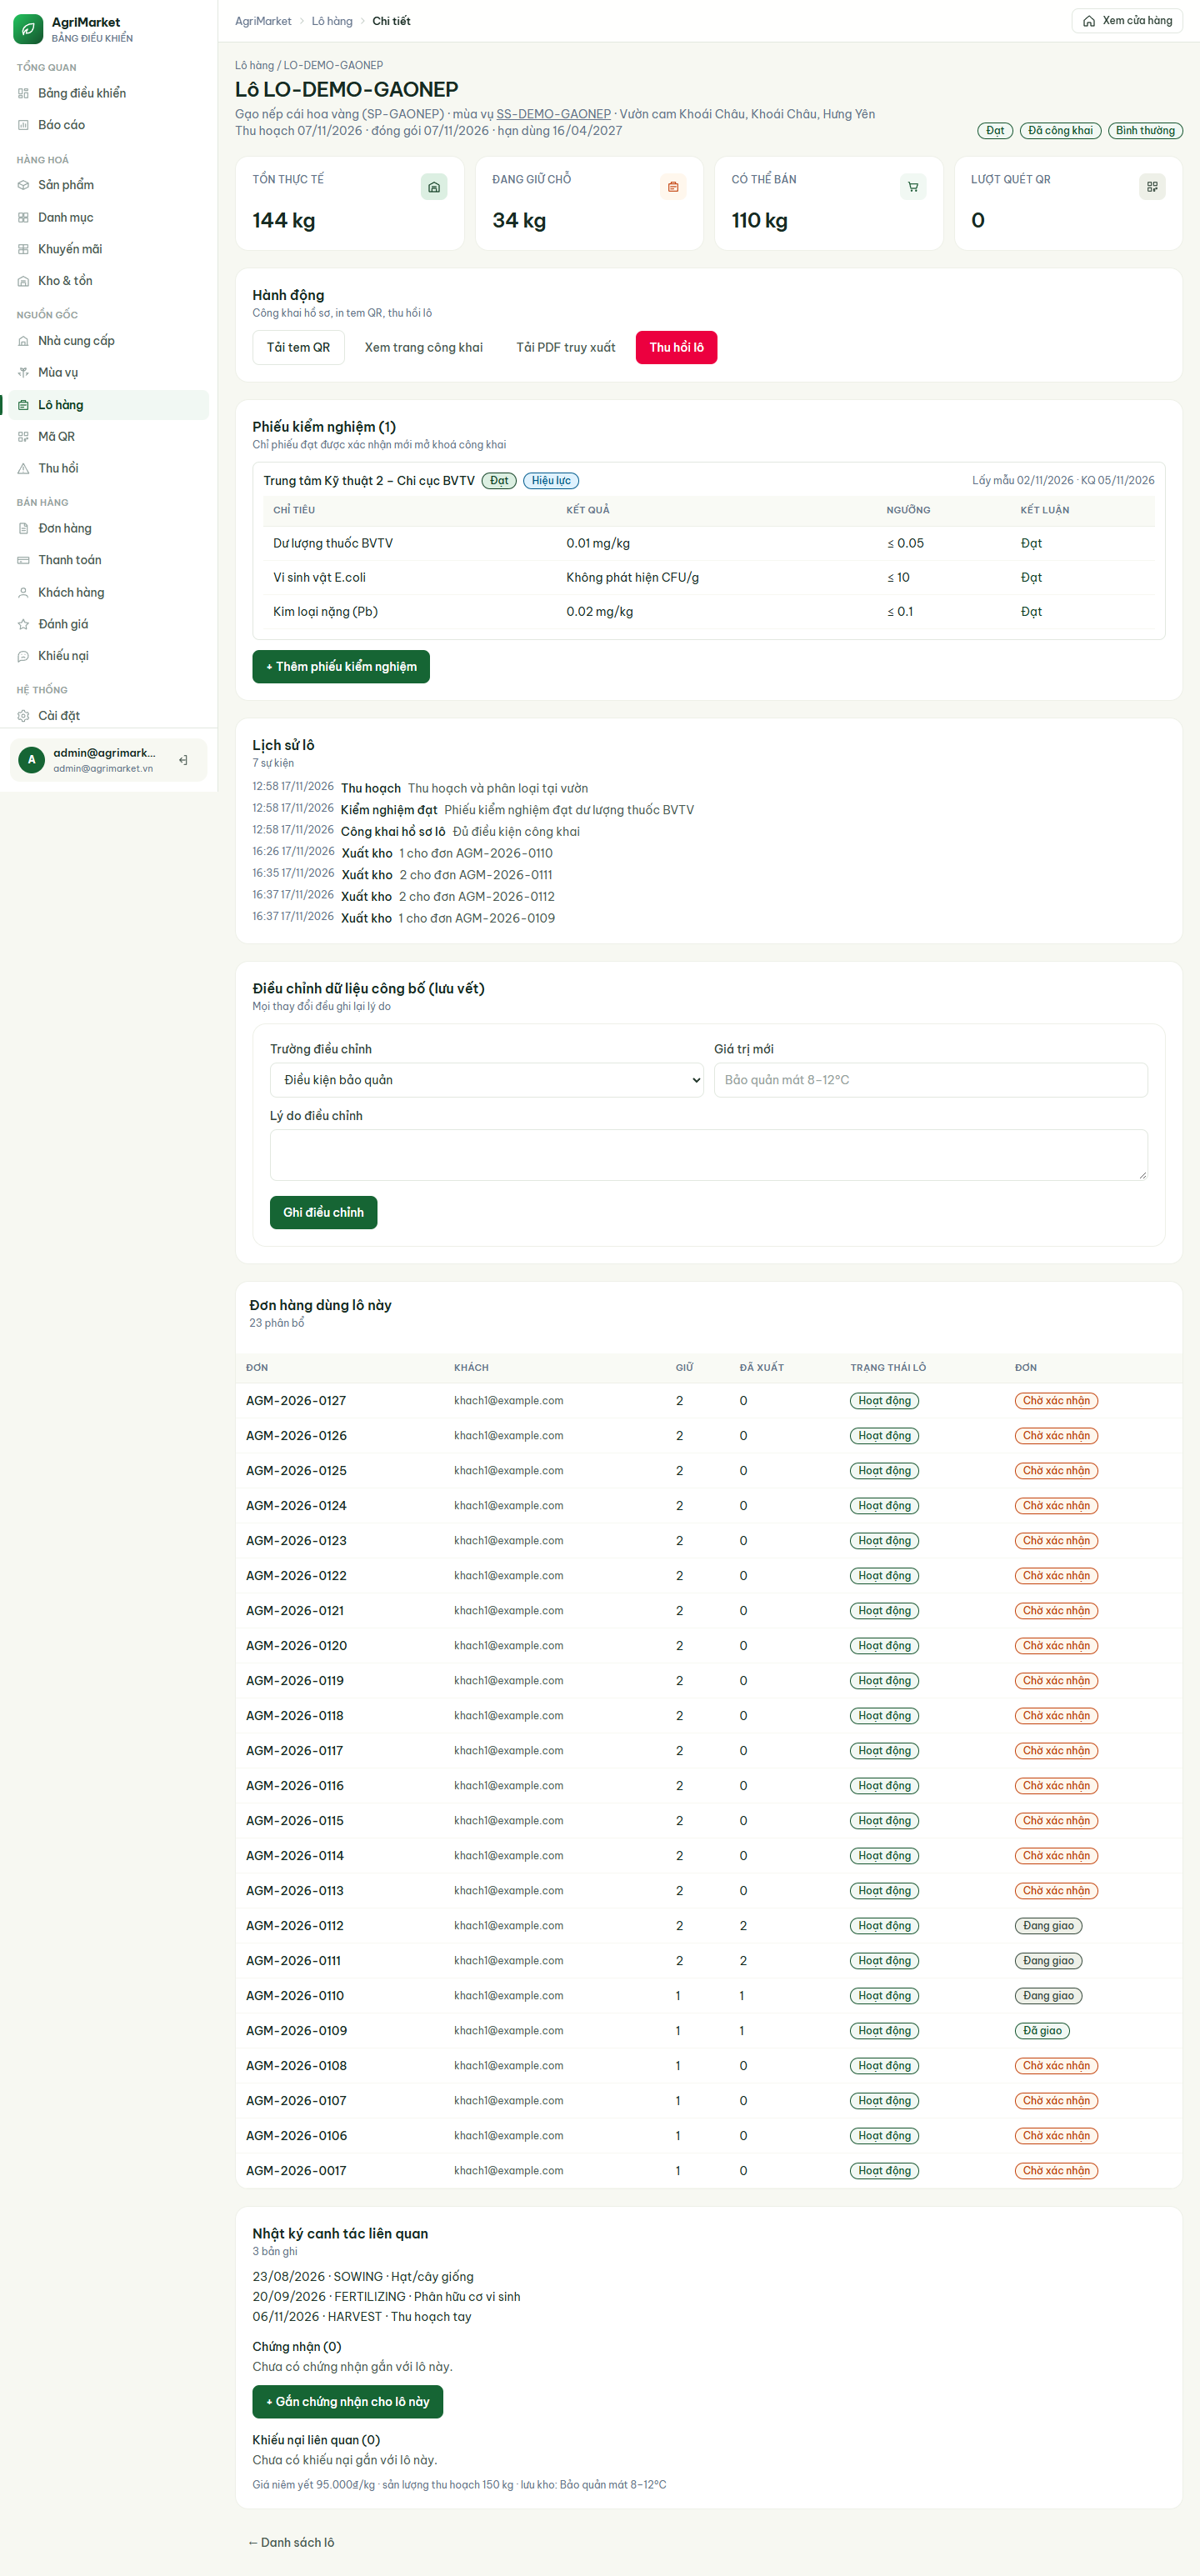 AgriMarket
BẢNG ĐIỀU KHIỂN
TỔNG QUAN
Bảng điều khiển
Báo cáo
HÀNG HOÁ
Sản phẩm
Danh mục
Khuyến mãi
Kho & tồn
NGUỒN GỐC
Nhà cung cấp
Mùa vụ
Lô hàng
Mã QR
Thu hồi
BÁN HÀNG
Đơn hàng
Thanh toán
Khách hàng
Đánh giá
Khiếu nại
HỆ THỐNG
Cài đặt
A
admin@agrimark...
admin@agrimarket.vn
AgriMarket > Lô hàng > Chi tiết
Xem cửa hàng
Lô hàng / LO-DEMO-GAONEP
Lô LO-DEMO-GAONEP
Gạo nếp cái hoa vàng (SP-GAONEP) · mùa vụ SS-DEMO-GAONEP · Vườn cam Khoái Châu, Khoái Châu, Hưng Yên
Thu hoạch 07/11/2026 · đóng gói 07/11/2026 · hạn dùng 16/04/2027
Đạt Đã công khai Bình thường
TỒN THỰC TẾ
144 kg
ĐANG GIỮ CHỖ
34 kg
CÓ THỂ BÁN
110 kg
LƯỢT QUÉT QR
0
Hành động
Công khai hồ sơ, in tem QR, thu hồi lô
Tải tem QR Xem trang công khai Tải PDF truy xuất Thu hồi lô
Phiếu kiểm nghiệm (1)
Chỉ phiếu đạt được xác nhận mới mở khoá công khai
Trung tâm Kỹ thuật 2 – Chi cục BVTV Đạt Hiệu lực Lấy mẫu 02/11/2026 · KQ 05/11/2026
CHỈ TIÊU KẾT QUẢ NGƯỠNG KẾT LUẬN
Dư lượng thuốc BVTV 0.01 mg/kg ≤ 0.05 Đạt
Vi sinh vật E.coli Không phát hiện CFU/g ≤ 10 Đạt
Kim loại nặng (Pb) 0.02 mg/kg ≤ 0.1 Đạt
+ Thêm phiếu kiểm nghiệm
Lịch sử lô
7 sự kiện
12:58 17/11/2026 Thu hoạch Thu hoạch và phân loại tại vườn
12:58 17/11/2026 Kiểm nghiệm đạt Phiếu kiểm nghiệm đạt dư lượng thuốc BVTV
12:58 17/11/2026 Công khai hồ sơ lô Đủ điều kiện công khai
16:26 17/11/2026 Xuất kho 1 cho đơn AGM-2026-0110
16:35 17/11/2026 Xuất kho 2 cho đơn AGM-2026-0111
16:37 17/11/2026 Xuất kho 2 cho đơn AGM-2026-0112
16:37 17/11/2026 Xuất kho 1 cho đơn AGM-2026-0109
Điều chỉnh dữ liệu công bố (lưu vết)
Mọi thay đổi đều ghi lại lý do
Trường điều chỉnh
Điều kiện bảo quản
Giá trị mới
Bảo quản mát 8–12°C
Lý do điều chỉnh
Ghi điều chỉnh
Đơn hàng dùng lô này
23 phân bổ
ĐƠN KHÁCH GIỮ ĐÃ XUẤT TRẠNG THÁI LÔ ĐƠN
AGM-2026-0127 khach1@example.com 2 0 Hoạt động Chờ xác nhận
AGM-2026-0126 khach1@example.com 2 0 Hoạt động Chờ xác nhận
AGM-2026-0125 khach1@example.com 2 0 Hoạt động Chờ xác nhận
AGM-2026-0124 khach1@example.com 2 0 Hoạt động Chờ xác nhận
AGM-2026-0123 khach1@example.com 2 0 Hoạt động Chờ xác nhận
AGM-2026-0122 khach1@example.com 2 0 Hoạt động Chờ xác nhận
AGM-2026-0121 khach1@example.com 2 0 Hoạt động Chờ xác nhận
AGM-2026-0120 khach1@example.com 2 0 Hoạt động Chờ xác nhận
AGM-2026-0119 khach1@example.com 2 0 Hoạt động Chờ xác nhận
AGM-2026-0118 khach1@example.com 2 0 Hoạt động Chờ xác nhận
AGM-2026-0117 khach1@example.com 2 0 Hoạt động Chờ xác nhận
AGM-2026-0116 khach1@example.com 2 0 Hoạt động Chờ xác nhận
AGM-2026-0115 khach1@example.com 2 0 Hoạt động Chờ xác nhận
AGM-2026-0114 khach1@example.com 2 0 Hoạt động Chờ xác nhận
AGM-2026-0113 khach1@example.com 2 0 Hoạt động Chờ xác nhận
AGM-2026-0112 khach1@example.com 2 2 Hoạt động Đang giao
AGM-2026-0111 khach1@example.com 2 2 Hoạt động Đang giao
AGM-2026-0110 khach1@example.com 1 1 Hoạt động Đang giao
AGM-2026-0109 khach1@example.com 1 1 Hoạt động Đã giao
AGM-2026-0108 khach1@example.com 1 0 Hoạt động Chờ xác nhận
AGM-2026-0107 khach1@example.com 1 0 Hoạt động Chờ xác nhận
AGM-2026-0106 khach1@example.com 1 0 Hoạt động Chờ xác nhận
AGM-2026-0017 khach1@example.com 1 0 Hoạt động Chờ xác nhận
Nhật ký canh tác liên quan
3 bản ghi
23/08/2026 · SOWING · Hạt/cây giống
20/09/2026 · FERTILIZING · Phân hữu cơ vi sinh
06/11/2026 · HARVEST · Thu hoạch tay
Chứng nhận (0)
Chưa có chứng nhận gắn với lô này.
+ Gắn chứng nhận cho lô này
Khiếu nại liên quan (0)
Chưa có khiếu nại gắn với lô này.
Giá niêm yết 95.000₫/kg · sản lượng thu hoạch 150 kg · lưu kho: Bảo quản mát 8–12°C
← Danh sách lô